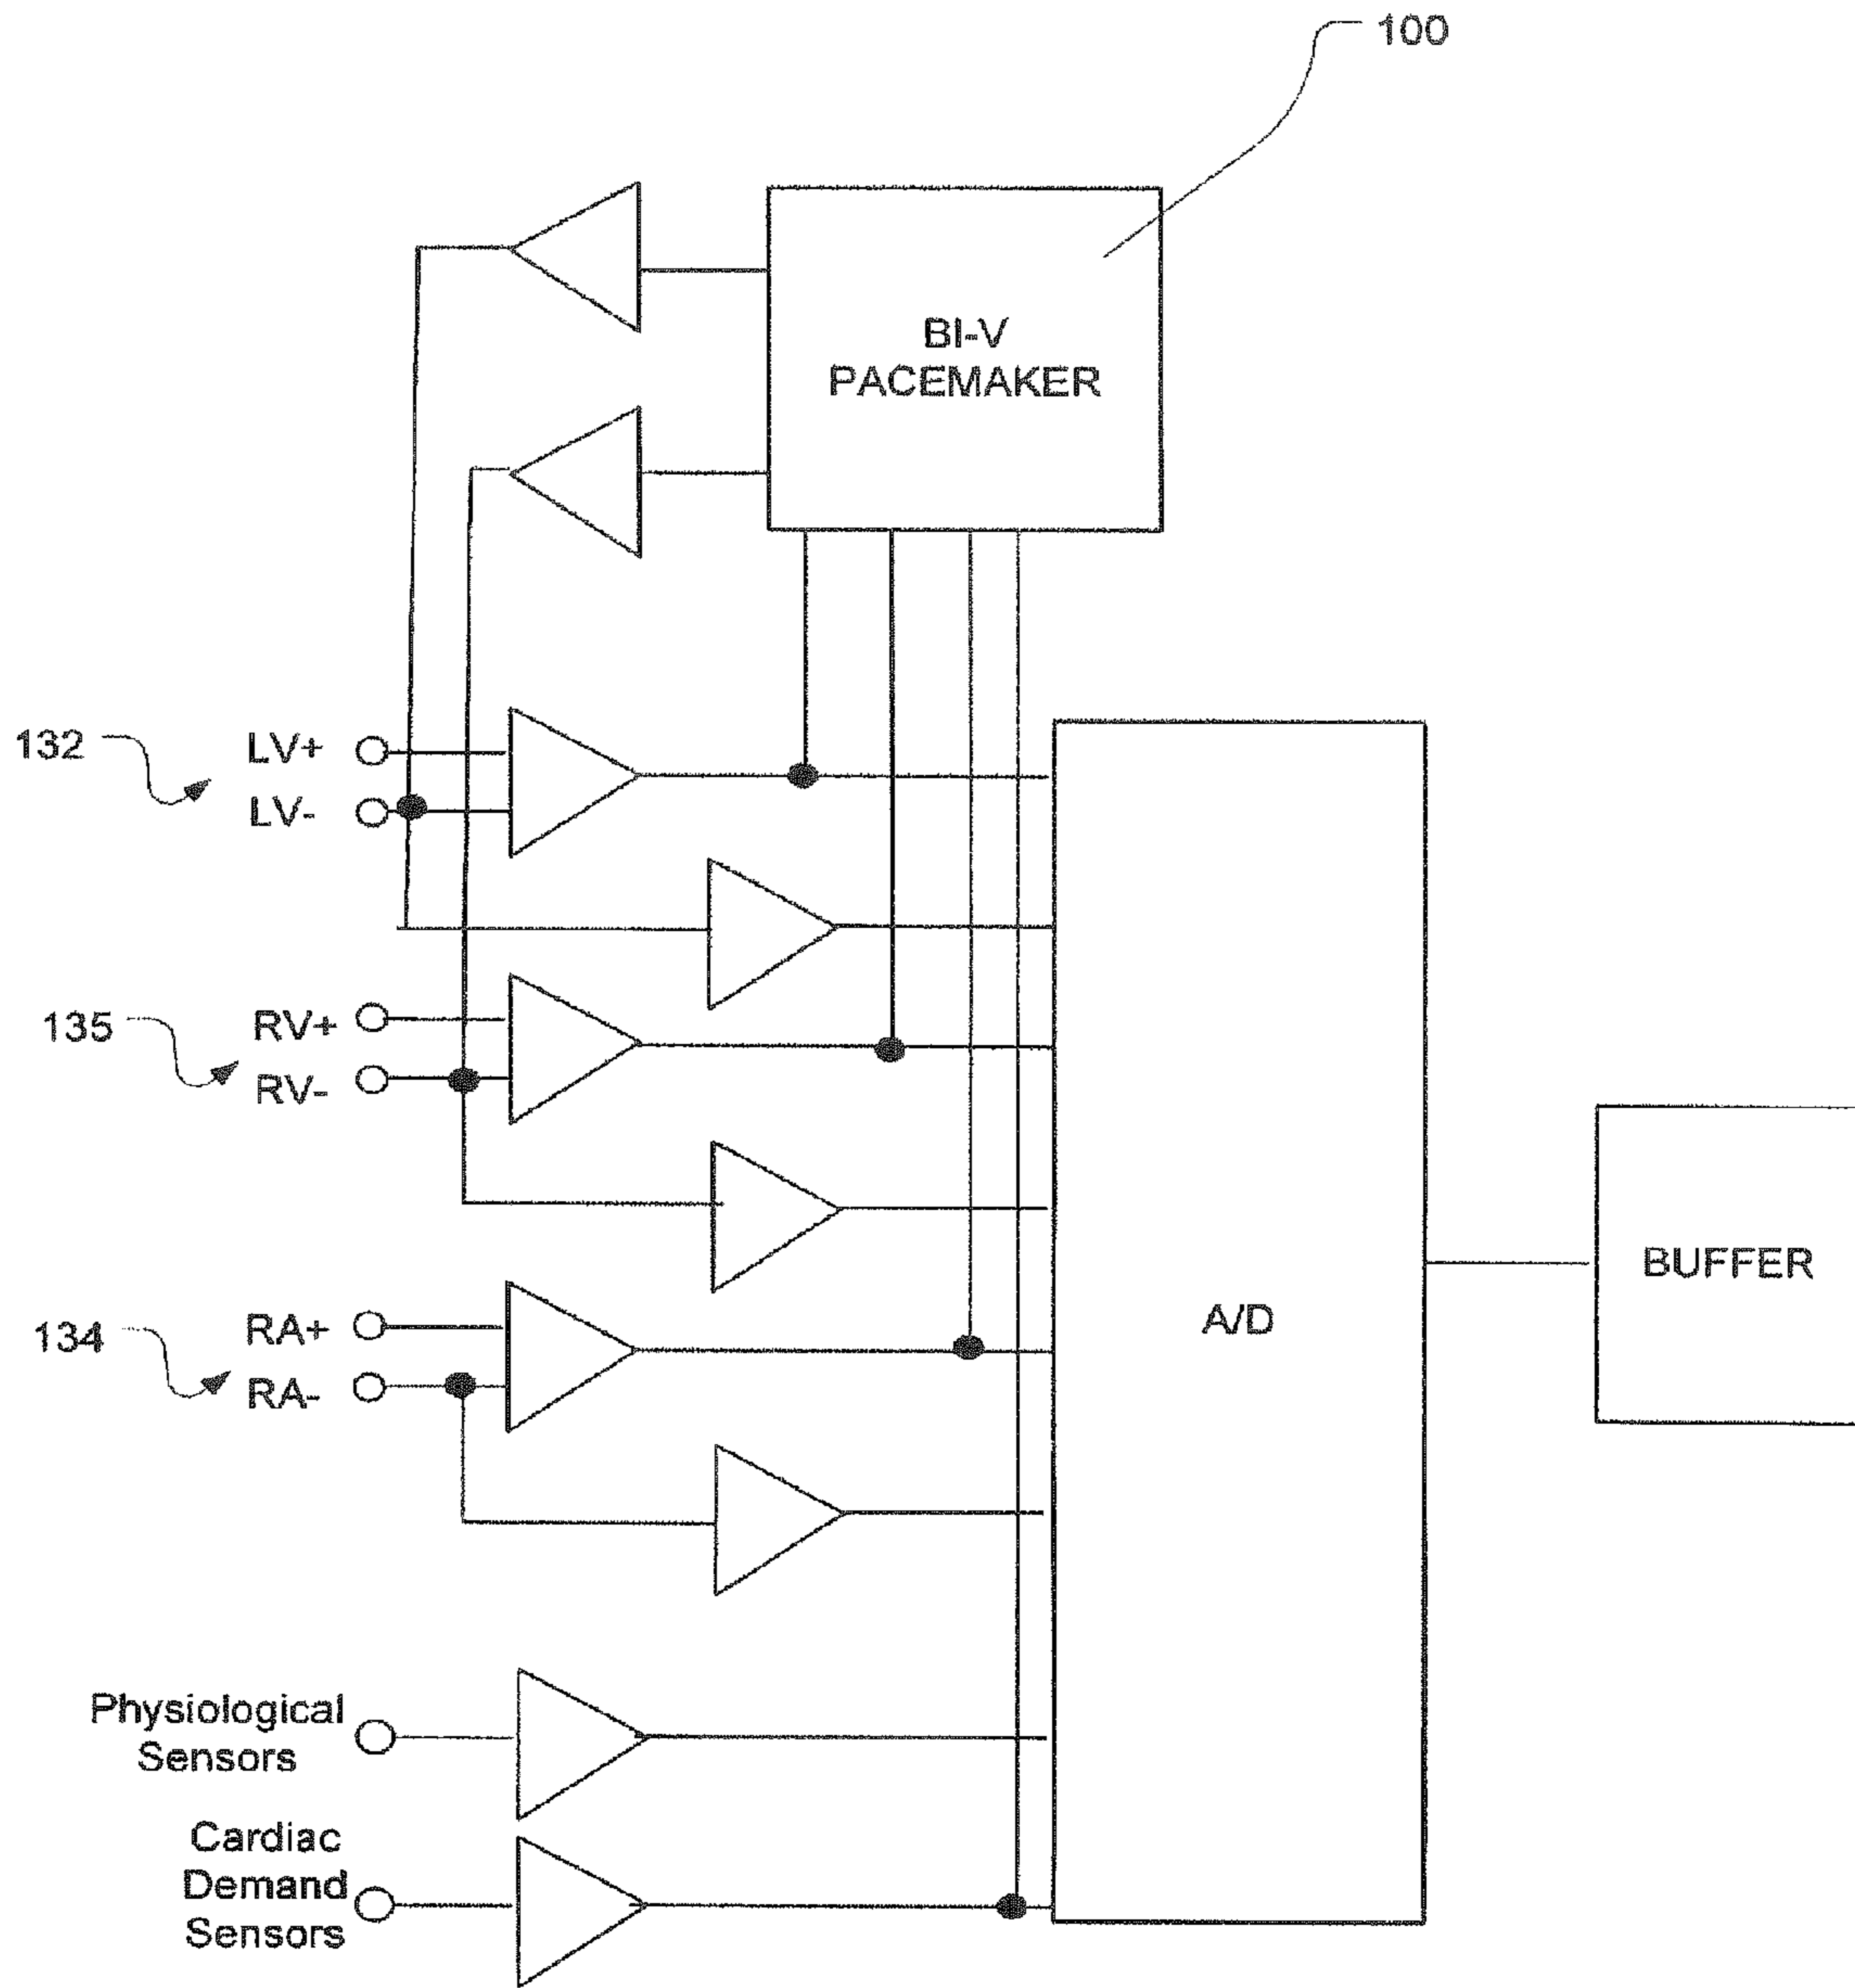 100
BI-V
PACEMAKER
132
LV+
LV-
135
RV+
RV-
134
RA+
RA-
A/D
BUFFER
Physiological
Sensors
Cardiac
Demand
Sensors